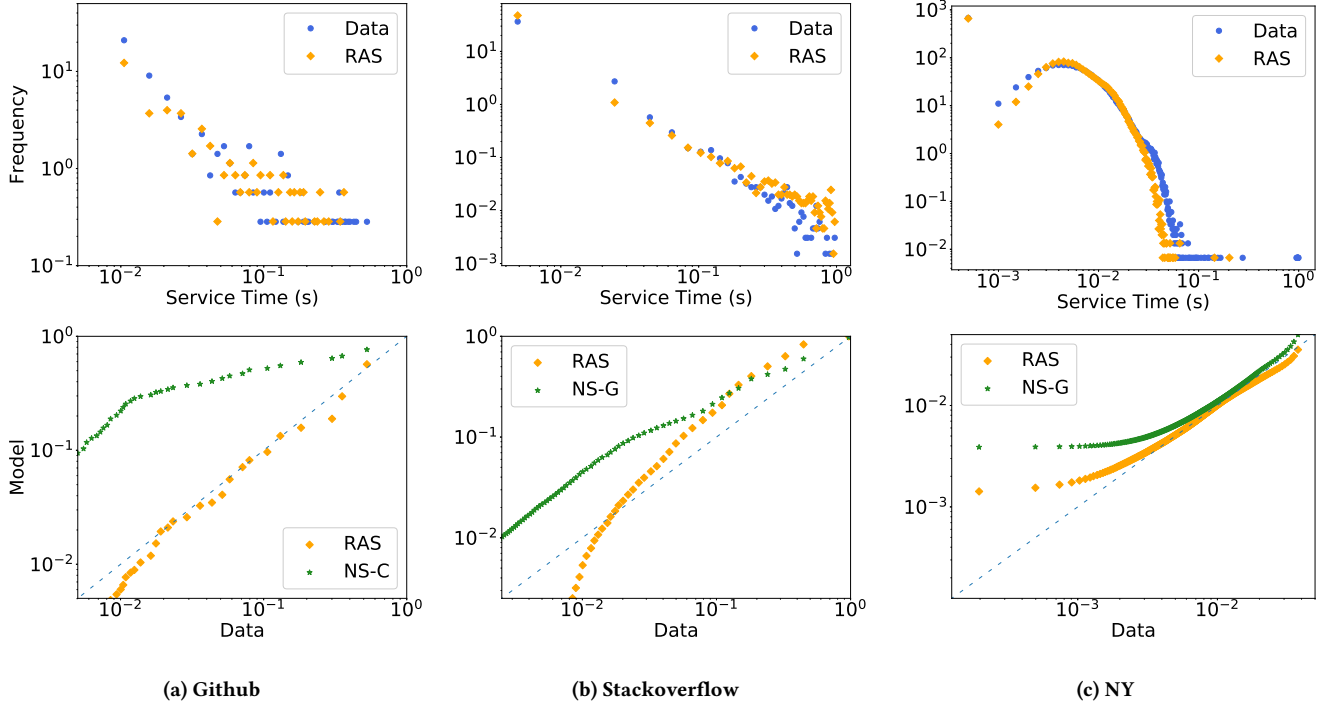 Frequency
10^1
10^0
10^-1
10^-2
10^-1
10^0
Service Time (s)
Data
RAS
10^1
10^0
10^-1
10^-2
10^-3
10^-2
10^-1
10^0
Service Time (s)
Data
RAS
10^3
10^2
10^1
10^0
10^-1
10^-2
10^-3
10^-2
10^-1
10^0
Service Time (s)
Data
RAS
Model
10^0
10^-1
10^-2
10^-2
10^-1
10^0
Data
RAS
NS-C
10^0
10^-1
10^-2
10^-2
10^-1
10^0
Data
RAS
NS-G
10^-2
10^-3
10^-3
10^-2
Data
RAS
NS-G
(a) Github
(b) Stackoverflow
(c) NY